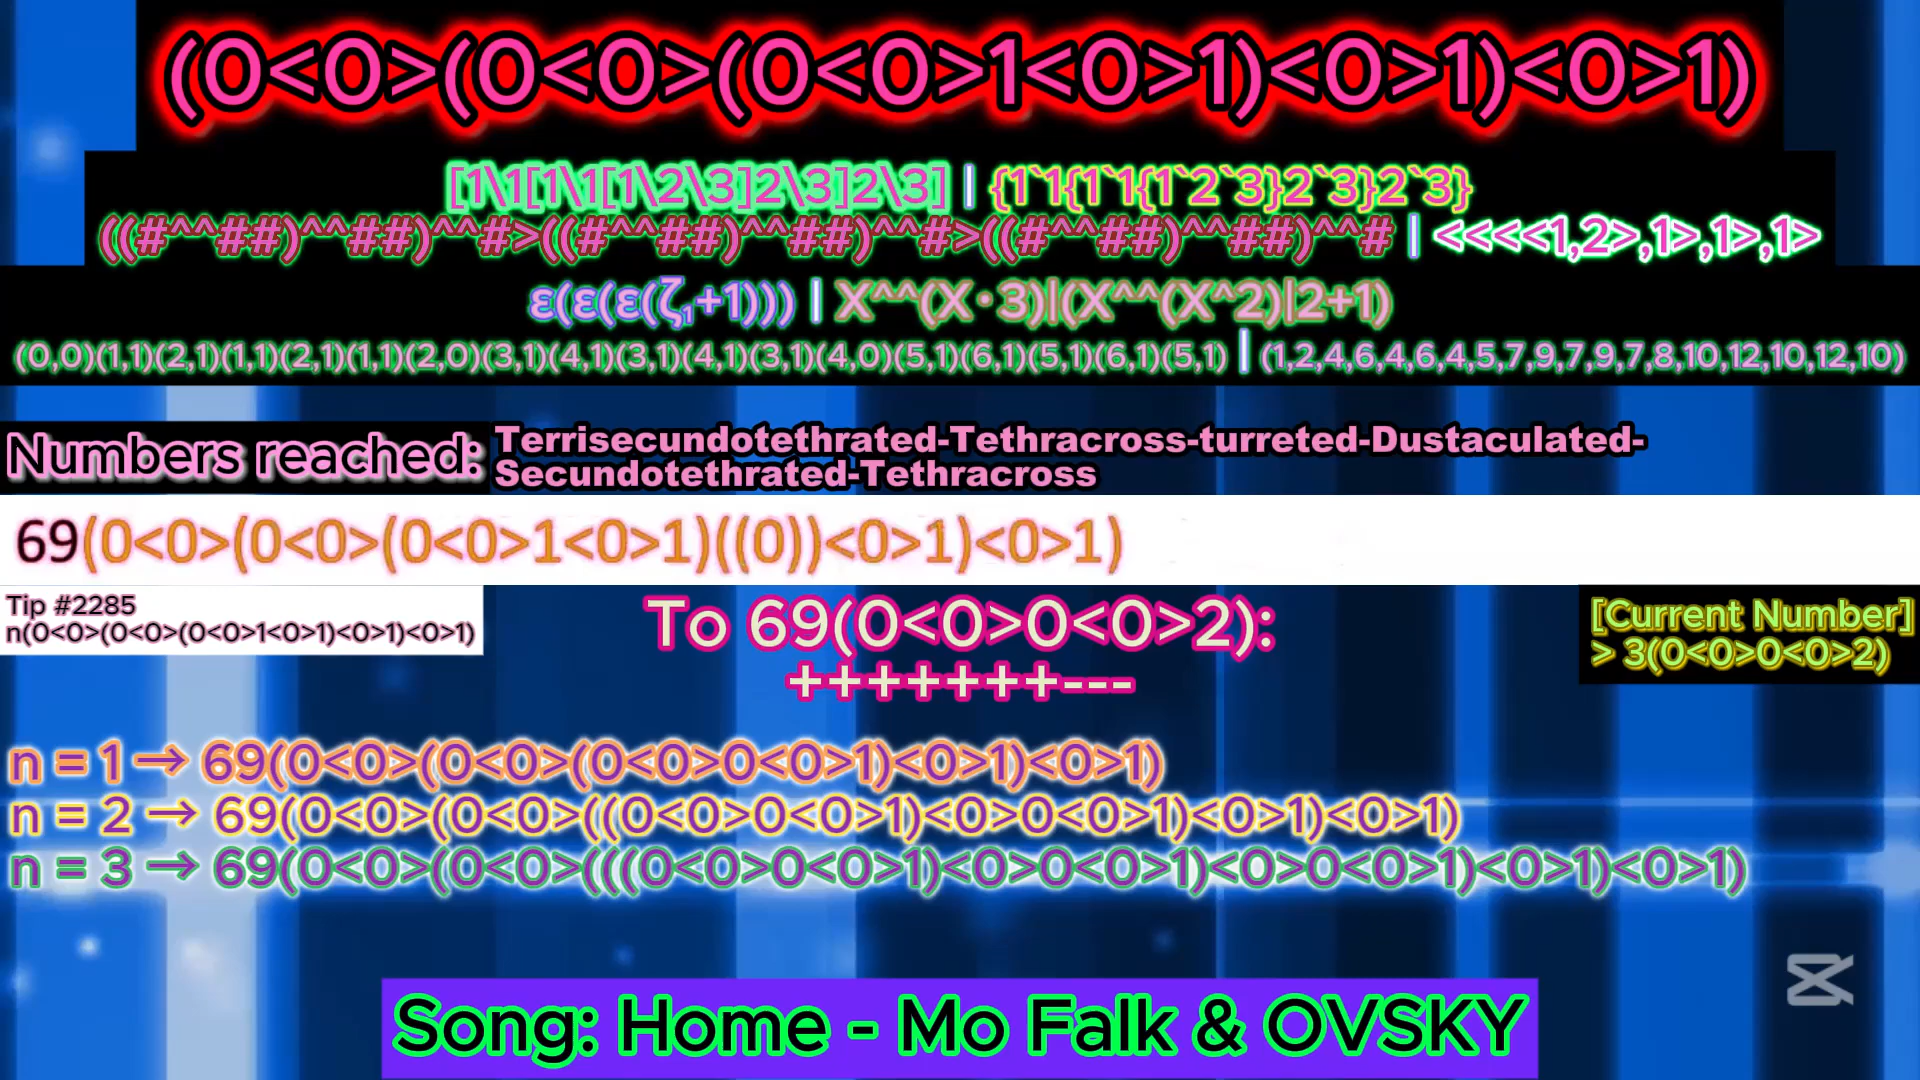 (0<0>(0<0>(0<0>1<0>1)<0>1)<0>1)
[1\1[1\1[1\2\3]2\3]2\3] | {1`1{1`1{1`2`3}2`3}2`3}
((#^^##)^^##)^^#>((#^^##)^^##)^^#>((#^^##)^^##)^^# | <<<<1,2>,1>,1>,1>
ε(ε(ε(ζ₁+1))) | X^^(X·3)|(X^^(X^2)|2+1)
(0,0)(1,1)(2,1)(1,1)(2,1)(1,1)(2,0)(3,1)(4,1)(3,1)(4,1)(3,1)(4,0)(5,1)(6,1)(5,1)(6,1)(5,1) | (1,2,4,6,4,6,4,5,7,9,7,9,7,8,10,12,10,12,10)
Numbers reached: Terrisecundotethrated-Tethracross-turreted-Dustaculated-
Secundotethrated-Tethracross
69(0<0>(0<0>(0<0>1<0>1)((0))<0>1)<0>1)
Tip #2285
n(0<0>(0<0>(0<0>1<0>1)<0>1)<0>1)
To 69(0<0>0<0>2):
+++++++---
[Current Number]
> 3(0<0>0<0>2)
n = 1 → 69(0<0>(0<0>(0<0>0<0>1)<0>1)<0>1)
n = 2 → 69(0<0>(0<0>((0<0>0<0>1)<0>0<0>1)<0>1)<0>1)
n = 3 → 69(0<0>(0<0>(((0<0>0<0>1)<0>0<0>1)<0>0<0>1)<0>1)<0>1)
Song: Home - Mo Falk & OVSKY